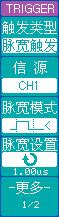 TRIGGER
触发类型
脉宽触发
信 源
CH1
脉宽模式
脉宽设置
1.00us
-更多-
1/2